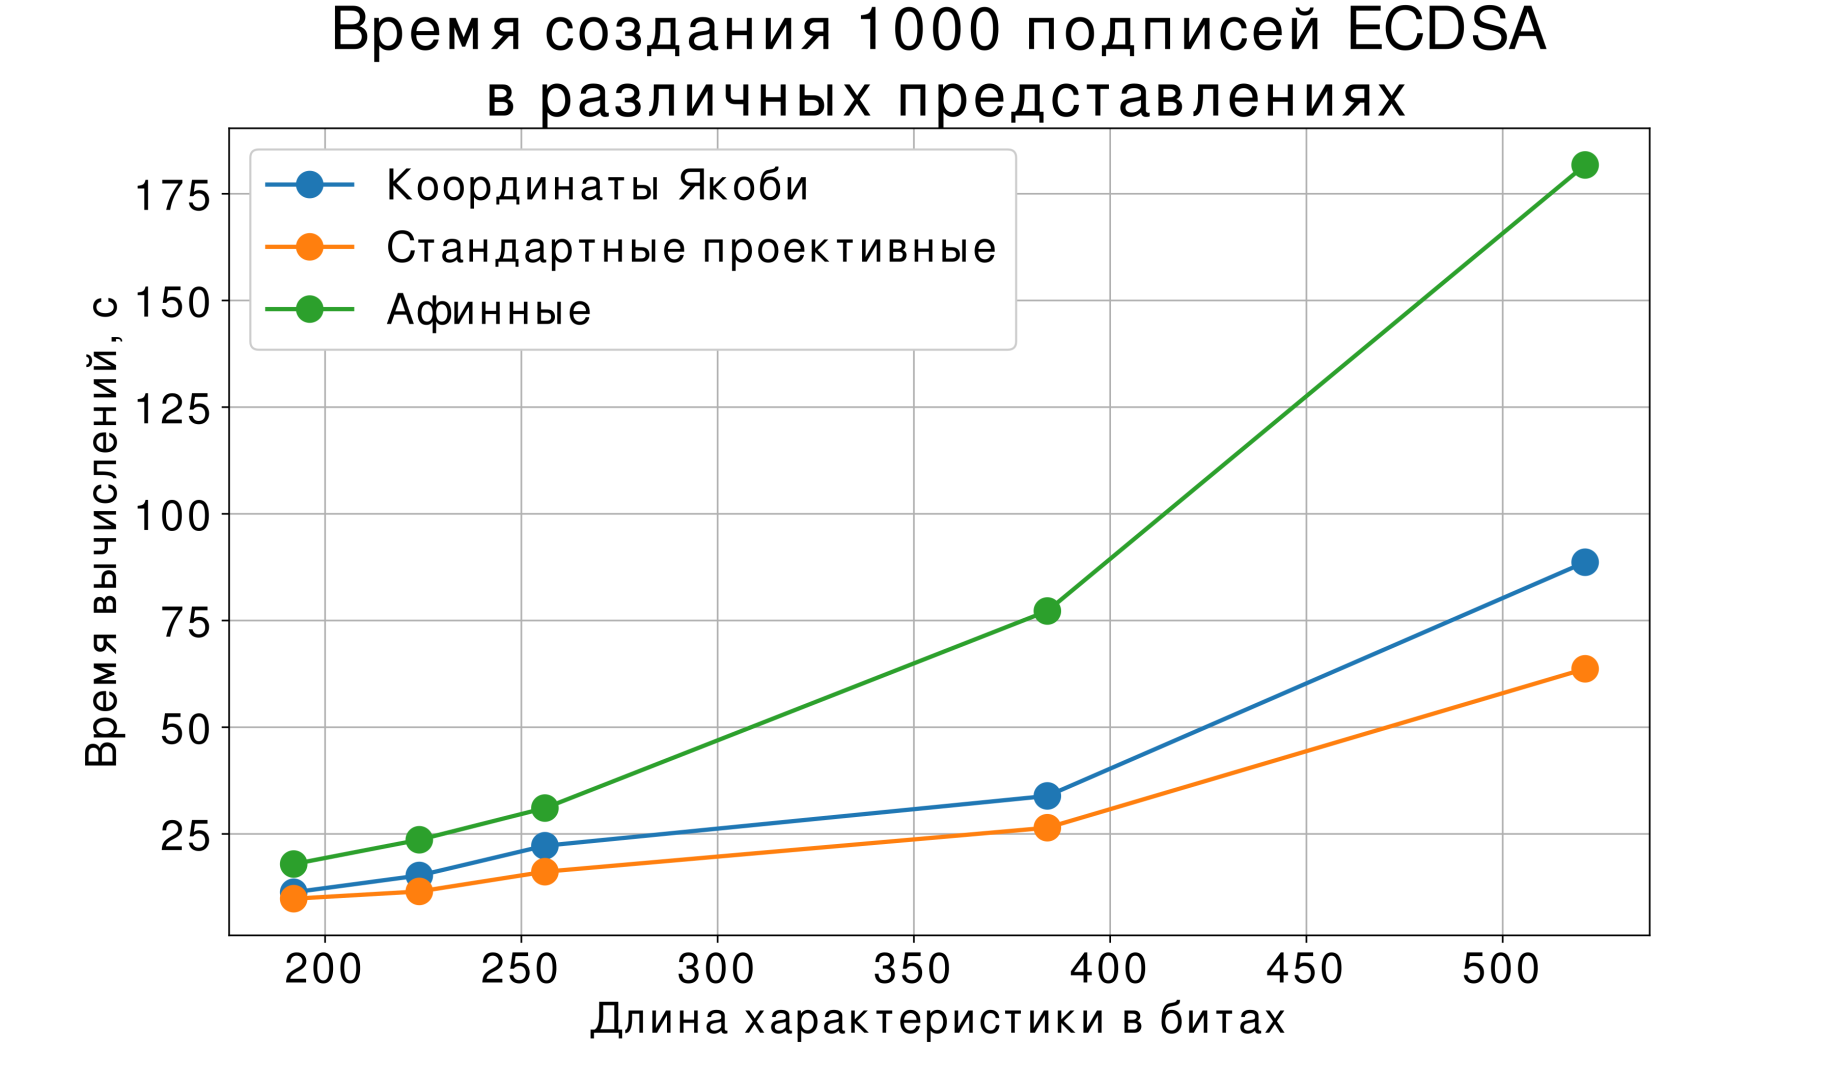 Время создания 1000 подписей ECDSA
в различных представлениях
Координаты Якоби
Стандартные проективные
Афинные
Время вычислений, с
175
150
125
100
75
50
25
200 250 300 350 400 450 500
Длина характеристики в битах